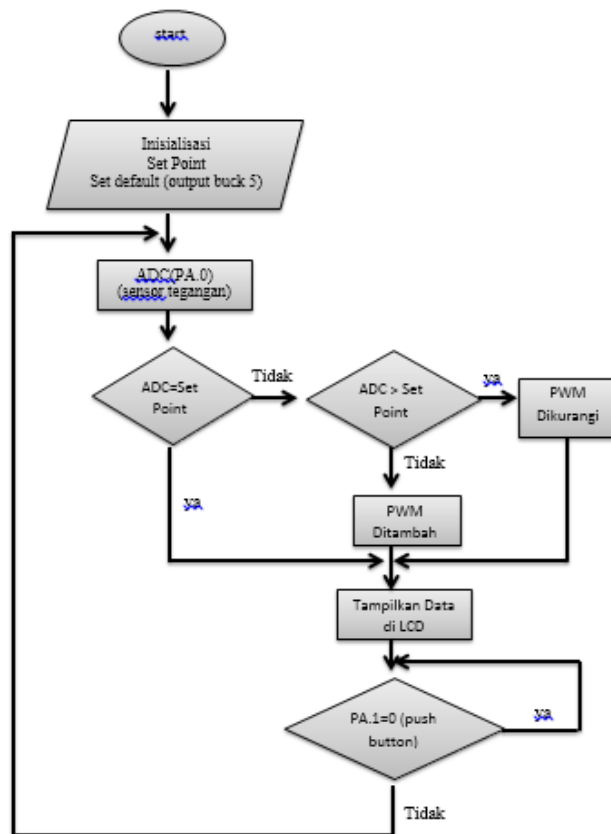 start
Inisialisasi
Set Point
Set default (output buck 5)
ADC(PA.0)
(sensor tegangan)
ADC=Set
Point
Tidak
ya
ADC > Set
Point
ya
PWM
Dikurangi
Tidak
PWM
Ditambah
Tampilkan Data
di LCD
PA.1=0 (push
button)
ya
Tidak